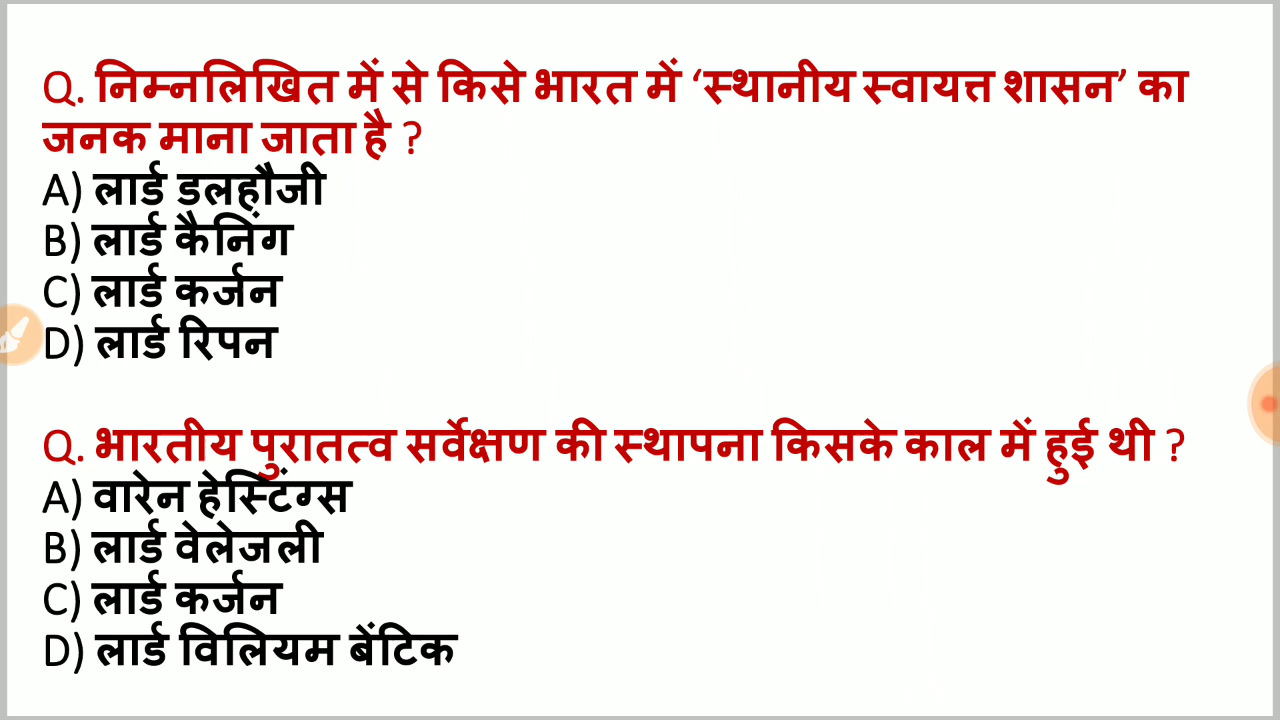 Q. निम्नलिखित में से किसे भारत में ‘स्थानीय स्वायत्त शासन’ का
जनक माना जाता है ?
A) लार्ड डलहौजी
B) लार्ड कैनिंग
C) लार्ड कर्जन
D) लार्ड रिपन
Q. भारतीय पुरातत्व सर्वेक्षण की स्थापना किसके काल में हुई थी ?
A) वारेन हेस्टिंग्स
B) लार्ड वेलेजली
C) लार्ड कर्जन
D) लार्ड विलियम बेंटिक